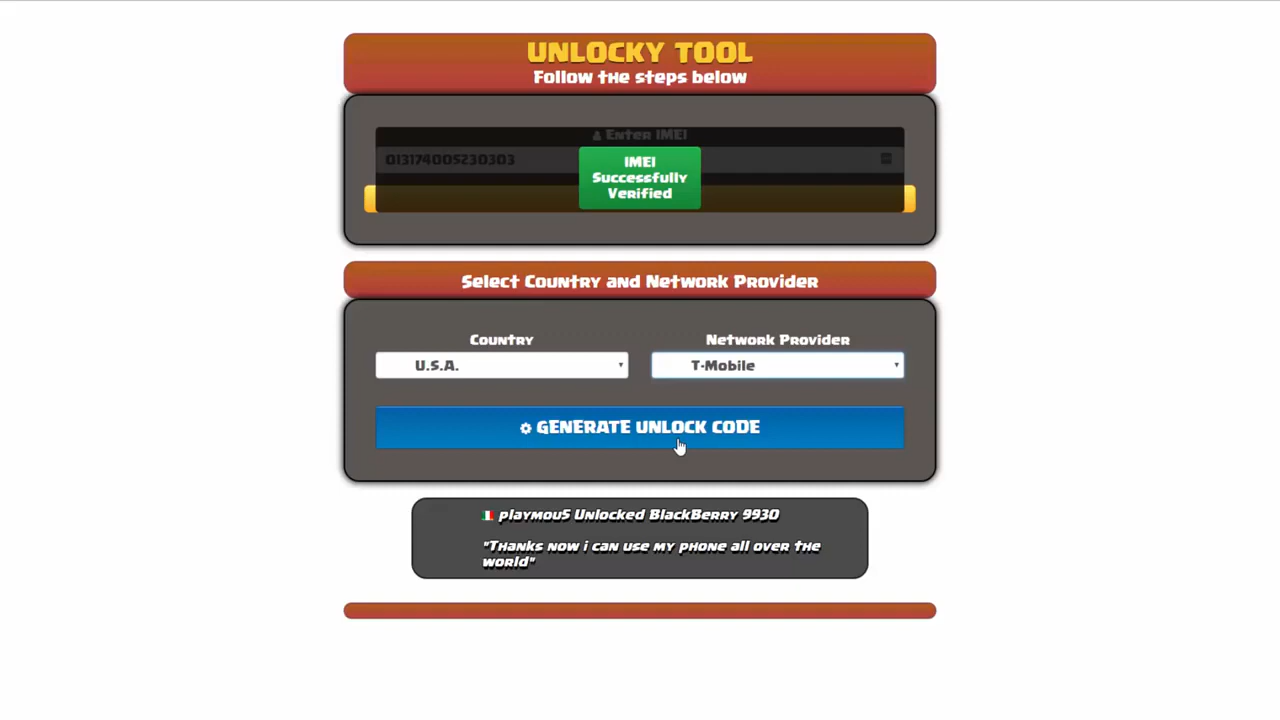 UNLOCKY TOOL
Follow the steps below
Enter IMEI
013174005230303
IMEI
Successfully
Verified
Select Country and Network Provider
Country
Network Provider
U.S.A.
T-Mobile
GENERATE UNLOCK CODE
playmou5 Unlocked BlackBerry 9930
"Thanks now i can use my phone all over the
world"